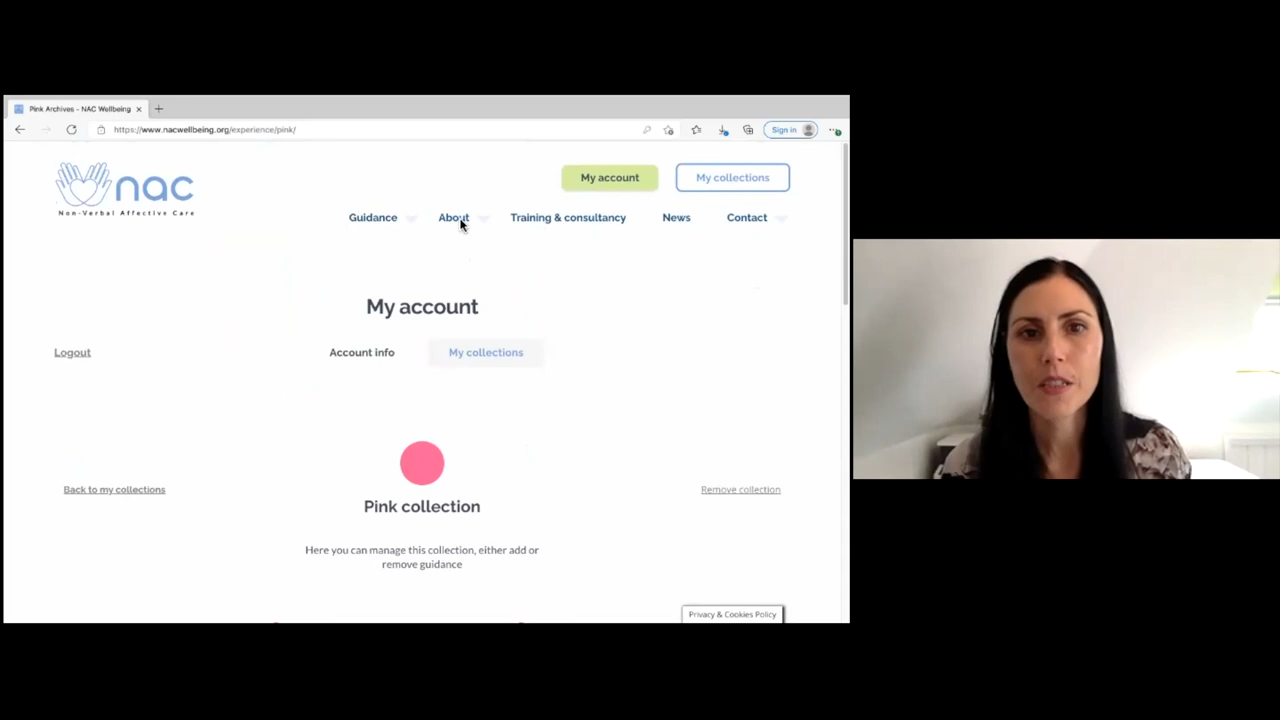 Pink Archives - NAC Wellbeing
https://www.nacwellbeing.org/experience/pink/
Sign in
nac
Non-Verbal Affective Care
My account
My collections
Guidance
About
Training & consultancy
News
Contact
My account
Logout
Account info
My collections
Back to my collections
Remove collection
Pink collection
Here you can manage this collection, either add or
remove guidance
Privacy & Cookies Policy